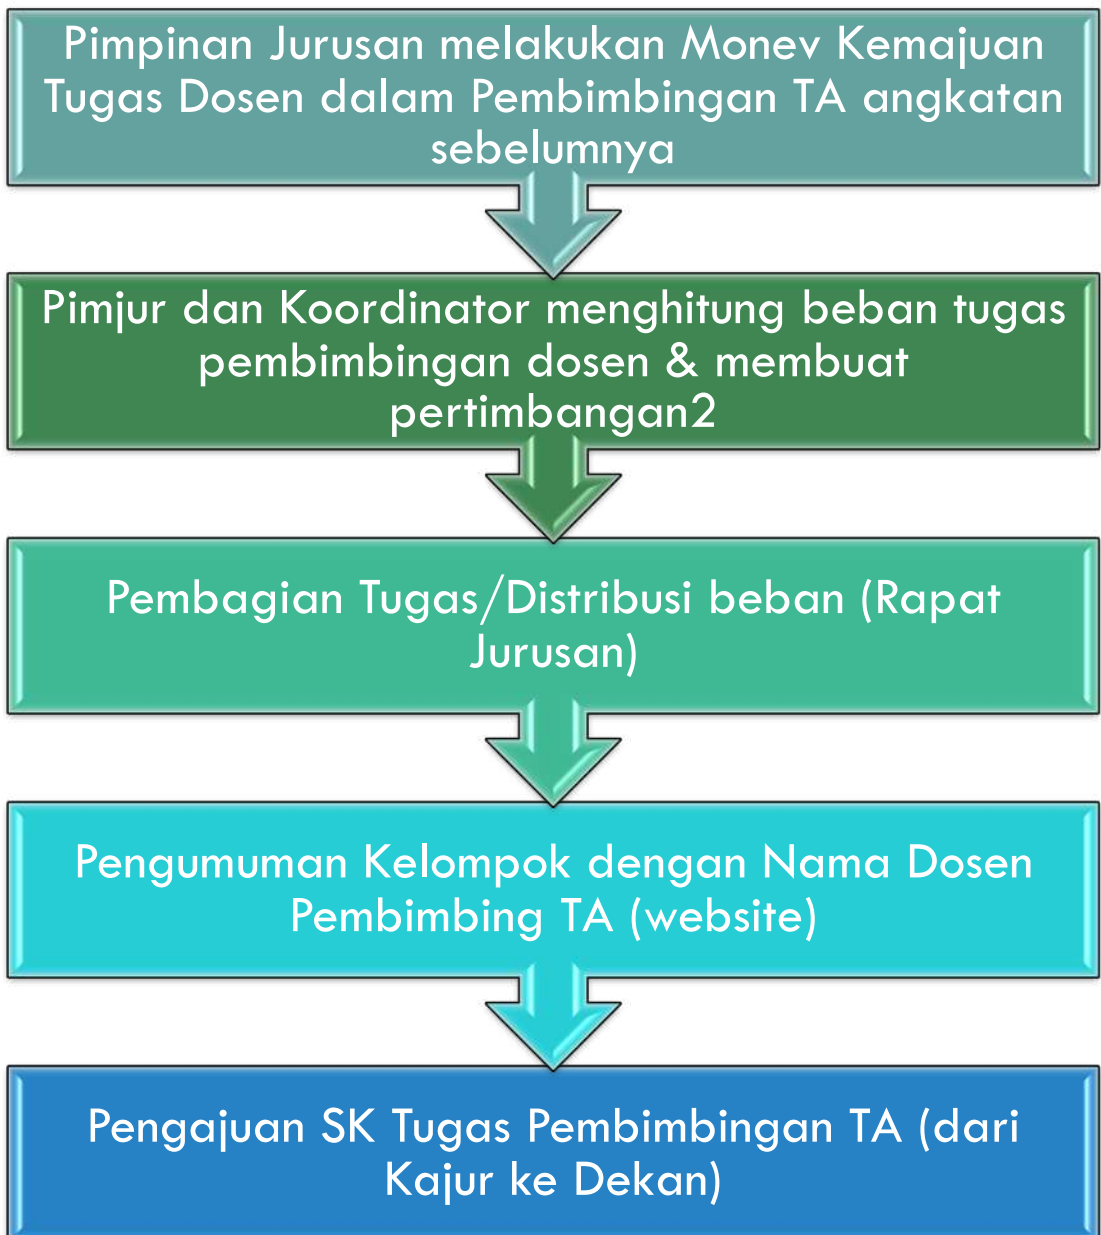 Pimpinan Jurusan melakukan Monev Kemajuan
Tugas Dosen dalam Pembimbingan TA angkatan
sebelumnya
Pimjur dan Koordinator menghitung beban tugas
pembimbingan dosen & membuat
pertimbangan2
Pembagian Tugas/Distribusi beban (Rapat
Jurusan)
Pengumuman Kelompok dengan Nama Dosen
Pembimbing TA (website)
Pengajuan SK Tugas Pembimbingan TA (dari
Kajur ke Dekan)